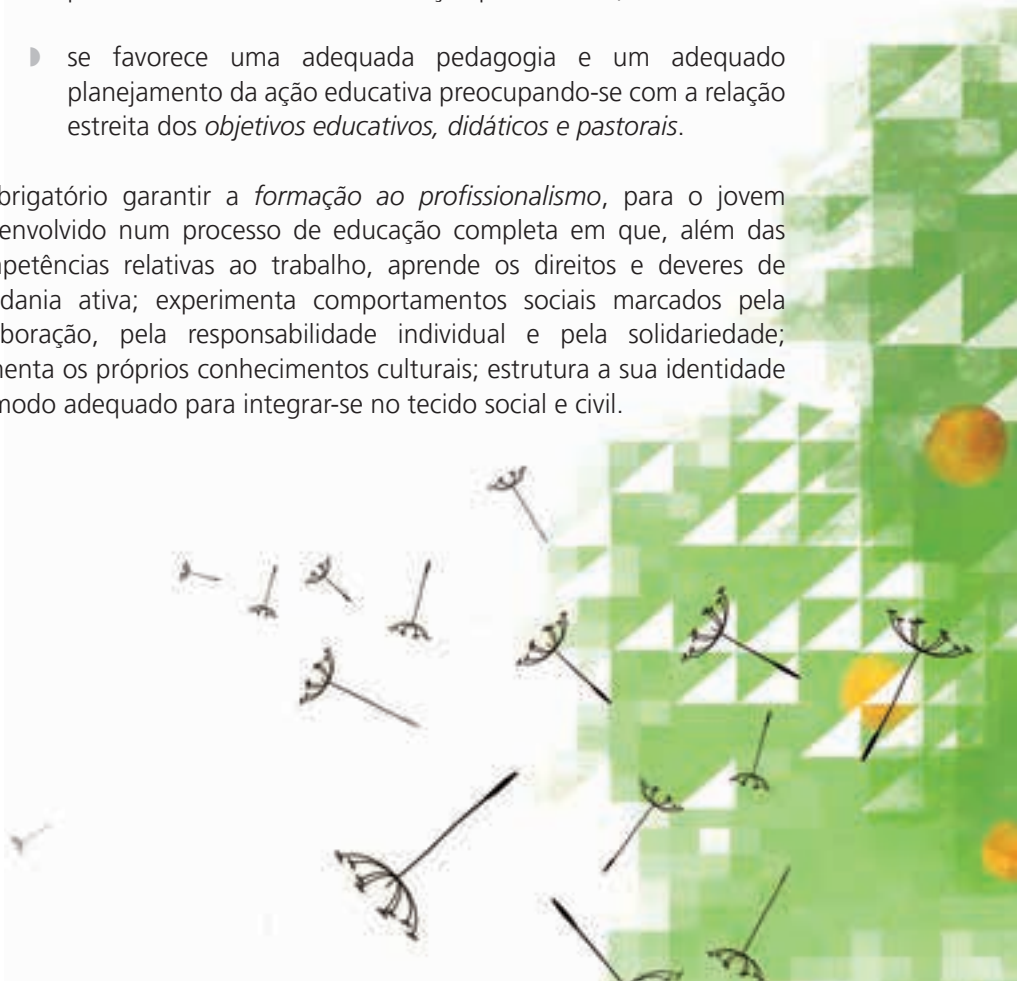 se favorece uma adequada pedagogia e um adequado
planejamento da ação educativa preocupando-se com a relação
estreita dos objetivos educativos, didáticos e pastorais.
brigatório garantir a formação ao profissionalismo, para o jovem
envolvido num processo de educação completa em que, além das
petências relativas ao trabalho, aprende os direitos e deveres de
dania ativa; experimenta comportamentos sociais marcados pela
boração, pela responsabilidade individual e pela solidariedade;
enta os próprios conhecimentos culturais; estrutura a sua identidade
modo adequado para integrar-se no tecido social e civil.